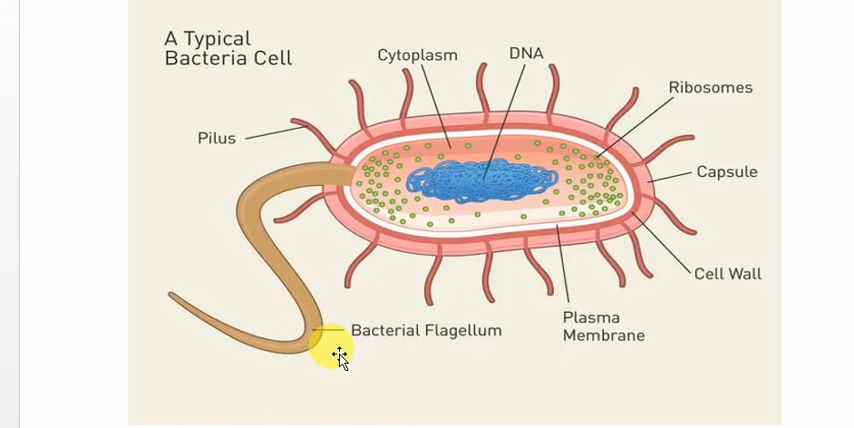 A Typical
Bacteria Cell
Cytoplasm
DNA
Ribosomes
Pilus
Capsule
Cell Wall
Plasma
Membrane
Bacterial Flagellum